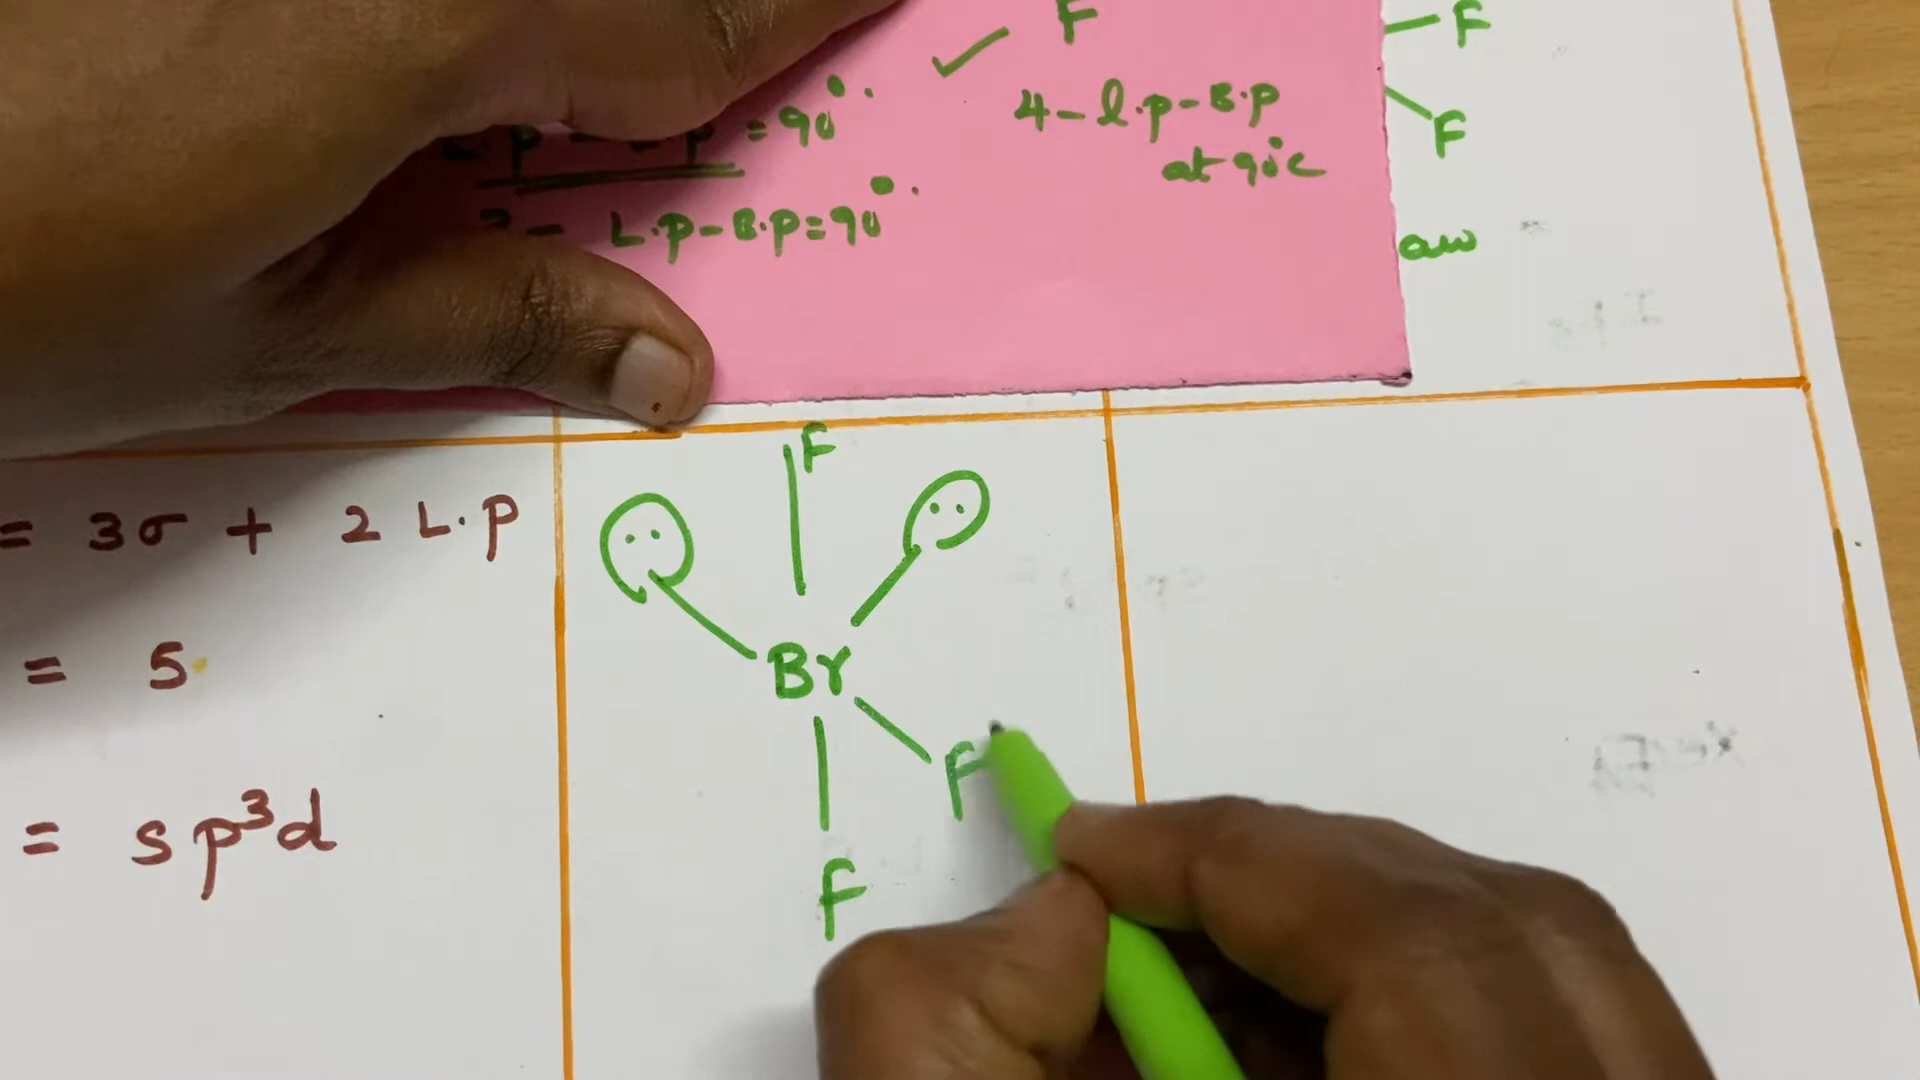 F
4-l.p-B.p
at 90°c
= 90°.
L.p-B.p=90°.
F
F
aw
= 3σ + 2 L.p
= 5
= sp³d
F
Br
F
F